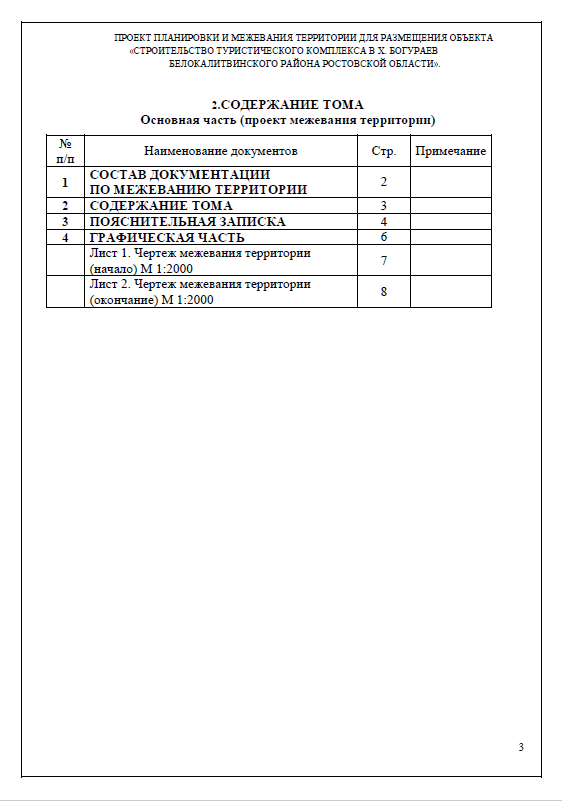 ПРОЕКТ ПЛАНИРОВКИ И МЕЖЕВАНИЯ ТЕРРИТОРИИ ДЛЯ РАЗМЕЩЕНИЯ ОБЪЕКТА
«СТРОИТЕЛЬСТВО ТУРИСТИЧЕСКОГО КОМПЛЕКСА В Х. БОГУРАЕВ
БЕЛОКАЛИТВИНСКОГО РАЙОНА РОСТОВСКОЙ ОБЛАСТИ».
2.СОДЕРЖАНИЕ ТОМА
Основная часть (проект межевания территории)
№ п/п Наименование документов Стр. Примечание
1 СОСТАВ ДОКУМЕНТАЦИИ
ПО МЕЖЕВАНИЮ ТЕРРИТОРИИ 2
2 СОДЕРЖАНИЕ ТОМА 3
3 ПОЯСНИТЕЛЬНАЯ ЗАПИСКА 4
4 ГРАФИЧЕСКАЯ ЧАСТЬ 6
Лист 1. Чертеж межевания территории
(начало) М 1:2000 7
Лист 2. Чертеж межевания территории
(окончание) М 1:2000 8
3